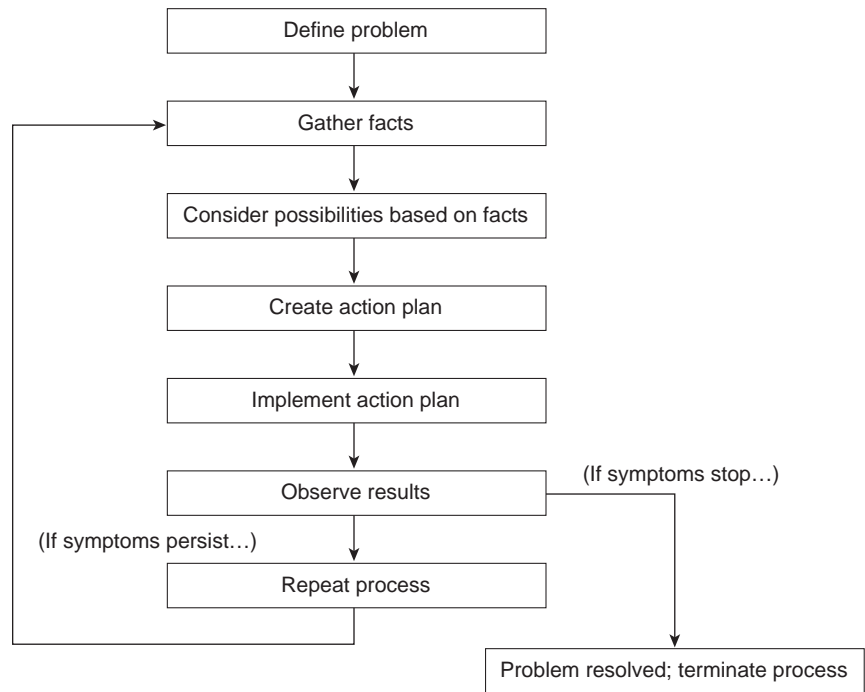 Define problem
Gather facts
Consider possibilities based on facts
Create action plan
Implement action plan
(If symptoms stop…)
Observe results
(If symptoms persist…)
Repeat process
Problem resolved; terminate process